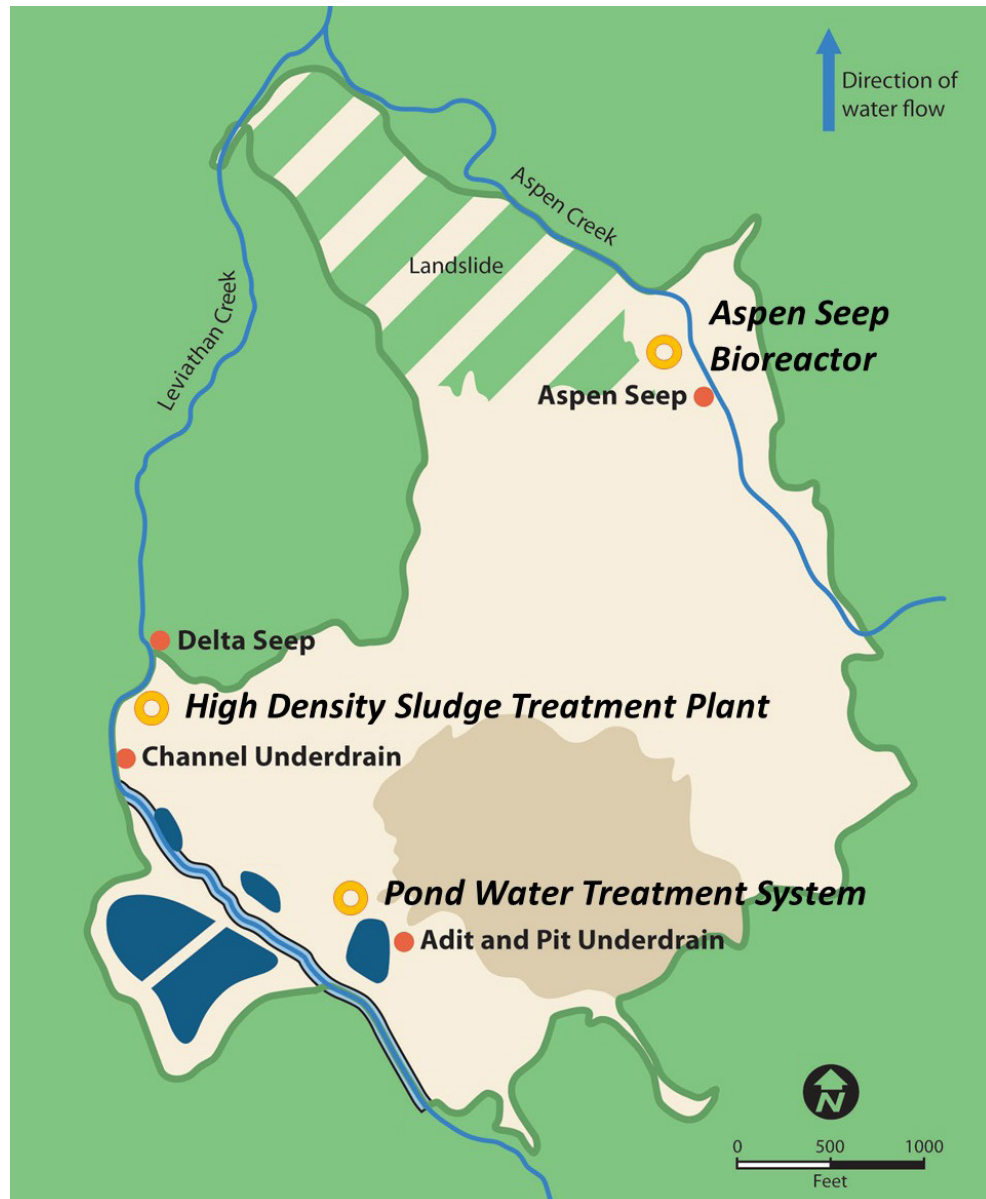 Direction of
water flow
Aspen Creek
Landslide
Leviathan Creek
Aspen Seep
Bioreactor
Aspen Seep
Delta Seep
High Density Sludge Treatment Plant
Channel Underdrain
Pond Water Treatment System
Adit and Pit Underdrain
N
0 500 1000
Feet